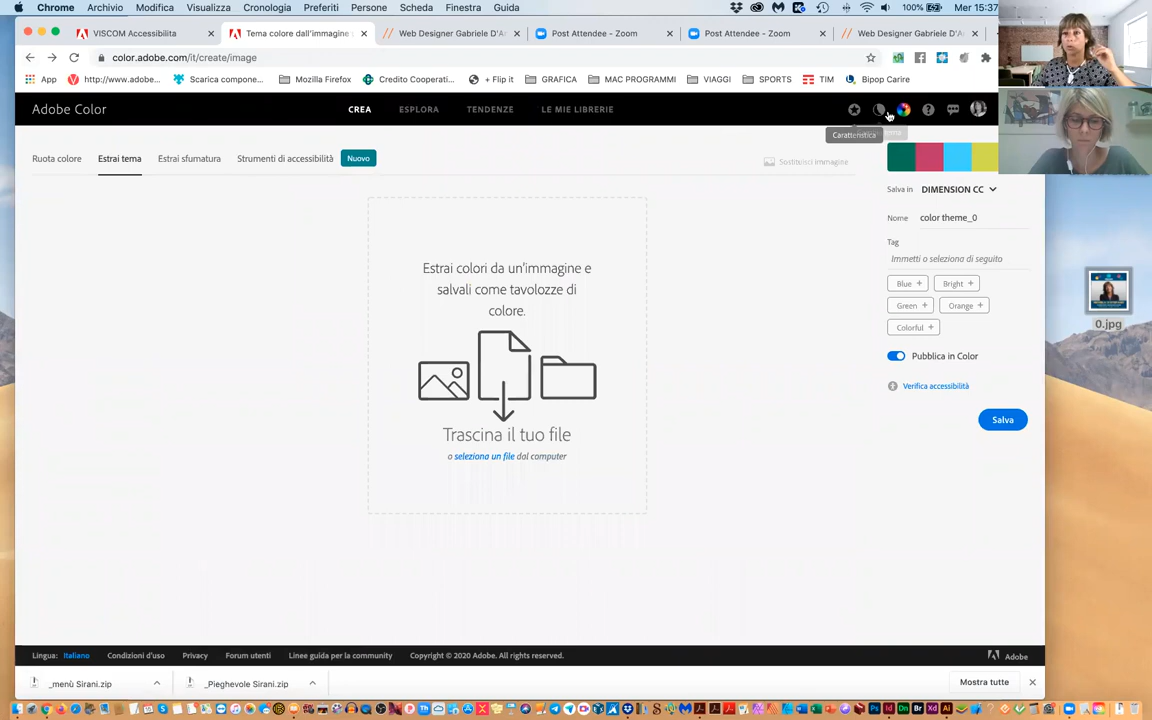 Chrome Archivio Modifica Visualizza Cronologia Preferiti Persone Scheda Finestra Guida 100% Mer 15:37
VISCOM Accessibilita
Tema colore dall'immagine
Web Designer Gabriele D'A
Post Attendee - Zoom
Post Attendee - Zoom
Web Designer Gabriele D'A
color.adobe.com/it/create/image
App
http://www.adobe...
Scarica compone...
Mozilla Firefox
Credito Cooperati...
+ Flip it
GRAFICA
MAC PROGRAMMI
VIAGGI
SPORTS
TIM
Bipop Carire
Adobe Color
CREA ESPLORA TENDENZE LE MIE LIBRERIE
Caratteristica
Ruota colore Estrai tema Estrai sfumatura Strumenti di accessibilità Nuovo
Sostituisci immagine
Salva in DIMENSION CC
Nome color theme_0
Tag
Immetti o seleziona di seguito
Blue + Bright +
Green + Orange +
Colorful +
Pubblica in Color
Verifica accessibilità
Salva
Estrai colori da un'immagine e
salvali come tavolozze di
colore.
Trascina il tuo file
o seleziona un file dal computer
0.jpg
Lingua: Italiano Condizioni d'uso Privacy Forum utenti Linee guida per la community Copyright © 2020 Adobe. All rights reserved. Adobe
_menù Sirani.zip
_Pieghevole Sirani.zip
Mostra tutte